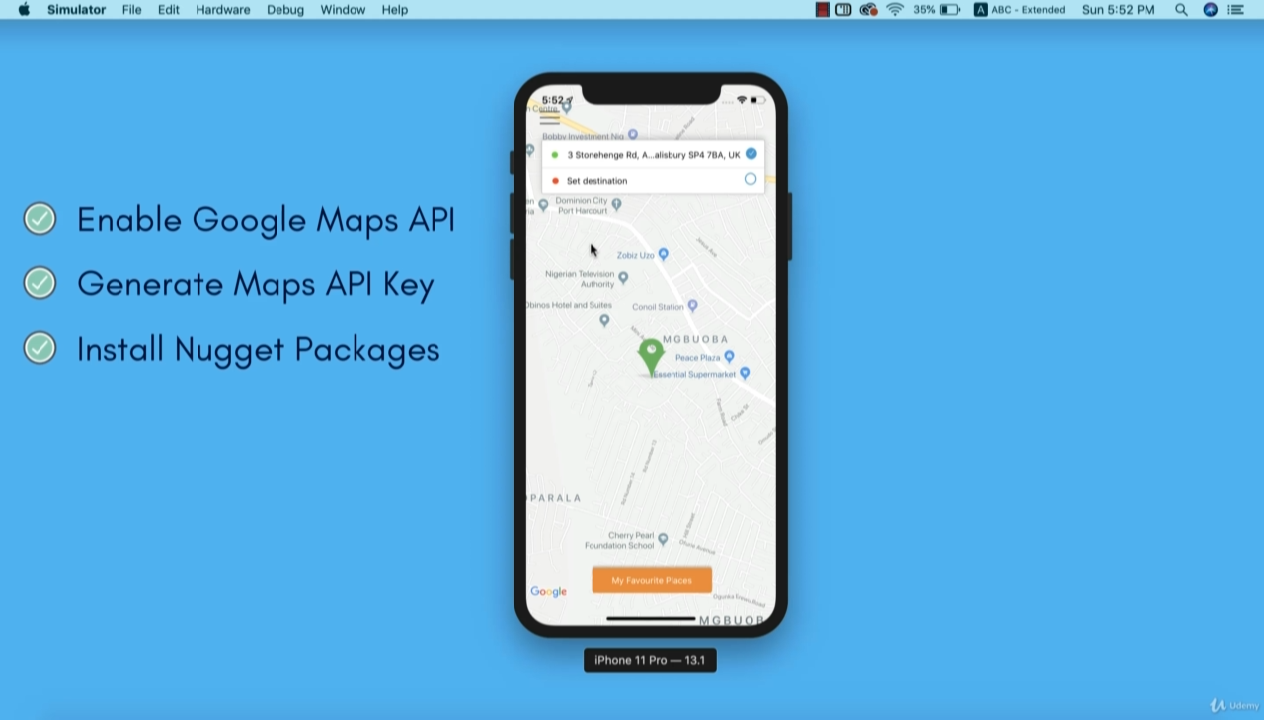 Simulator File Edit Hardware Debug Window Help 35% A ABC - Extended Sun 5:52 PM
Enable Google Maps API
Generate Maps API Key
Install Nugget Packages
5:52
Centre
Bobby Investment Nig
3 Storehenge Rd, A...alisbury SP4 7BA, UK
Set destination
Dominion City
Port Harcourt
Zobiz Uzo
Nigerian Television
Authority
Obinos Hotel and Suites
Conoil Station
MGBUOBA
Peace Plaza
Essential Supermarket
PARALA
Cherry Pearl
Foundation School
My Favourite Places
Google
MGBUOB
iPhone 11 Pro — 13.1
Udemy